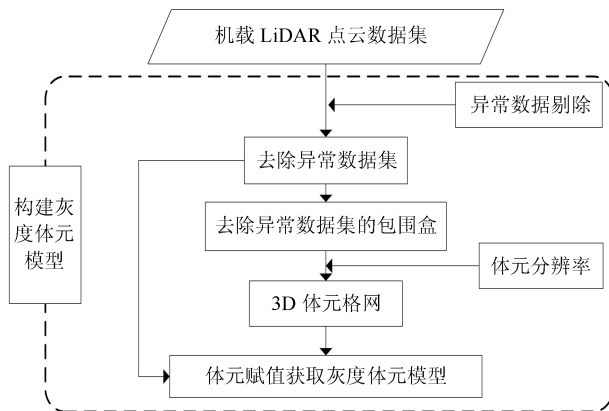 机载 LiDAR 点云数据集
异常数据剔除
去除异常数据集
构建灰
度体元
模型
去除异常数据集的包围盒
体元分辨率
3D 体元格网
体元赋值获取灰度体元模型